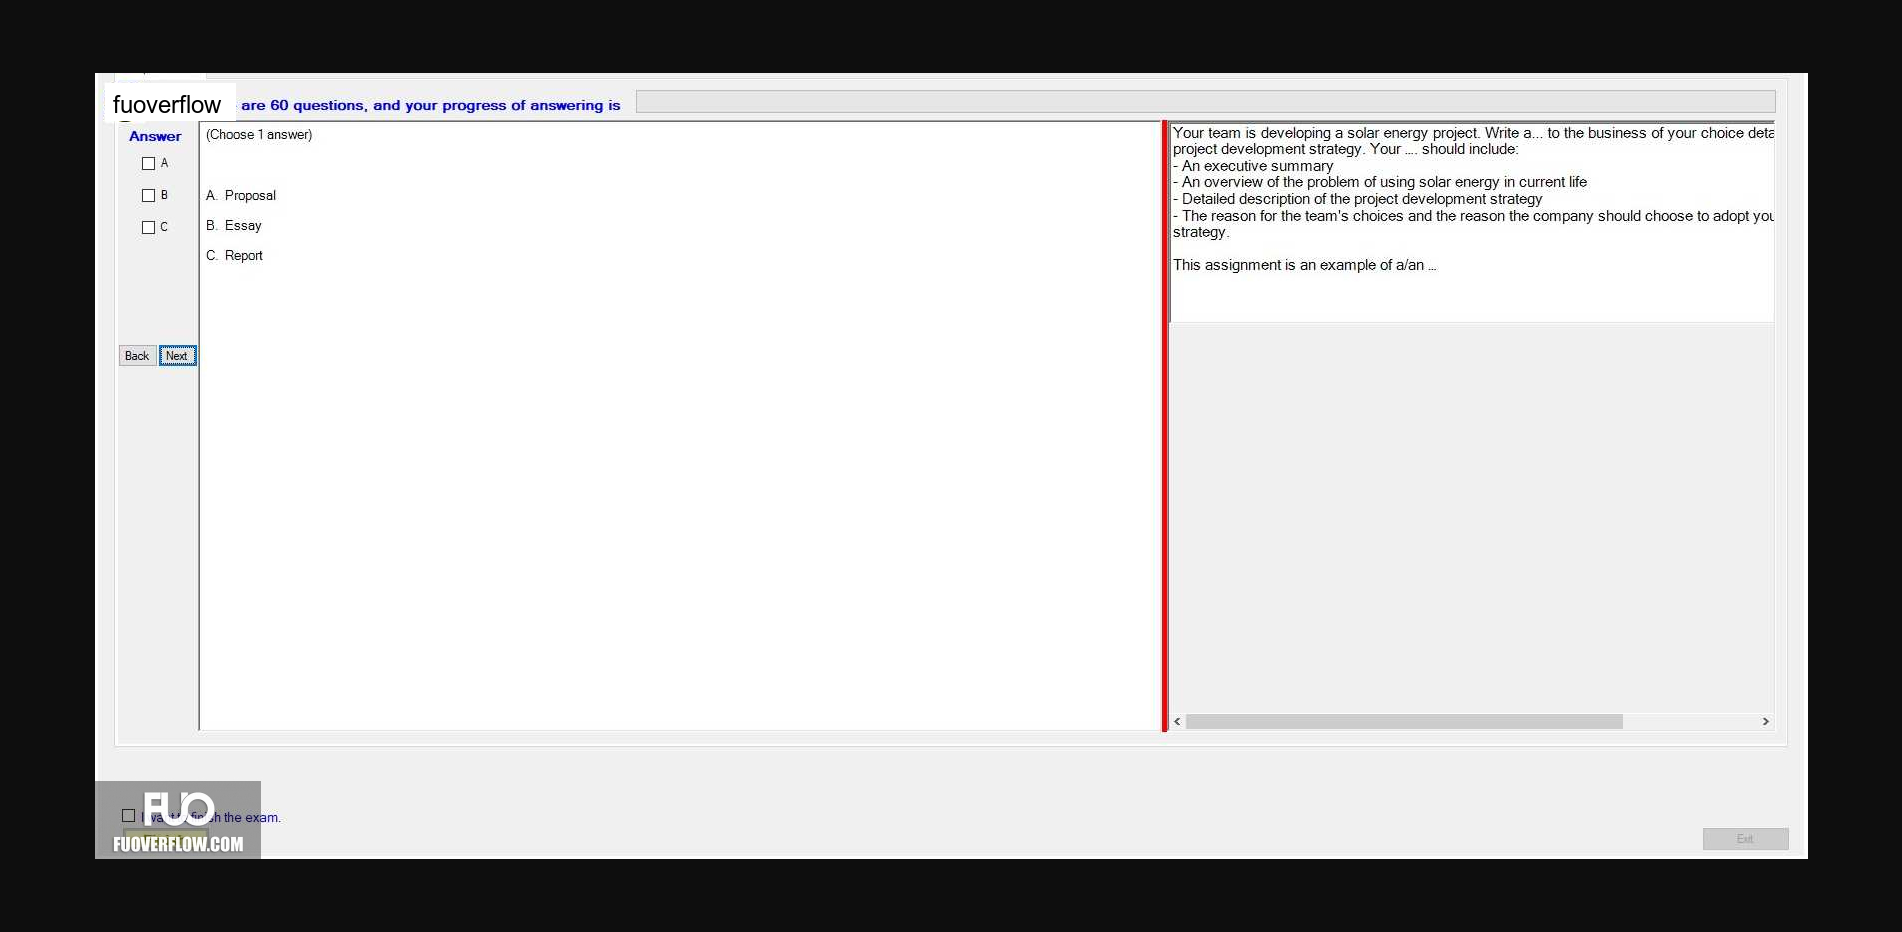 fuoverflow
are 60 questions, and your progress of answering is
Answer
A
B
C
Back
Next
(Choose 1 answer)
A. Proposal
B. Essay
C. Report
Your team is developing a solar energy project. Write a... to the business of your choice deta
project development strategy. Your .... should include:
- An executive summary
- An overview of the problem of using solar energy in current life
- Detailed description of the project development strategy
- The reason for the team's choices and the reason the company should choose to adopt you
strategy.
This assignment is an example of a/an ...
FUO
the exam.
FUOVERFLOW.COM
Exit